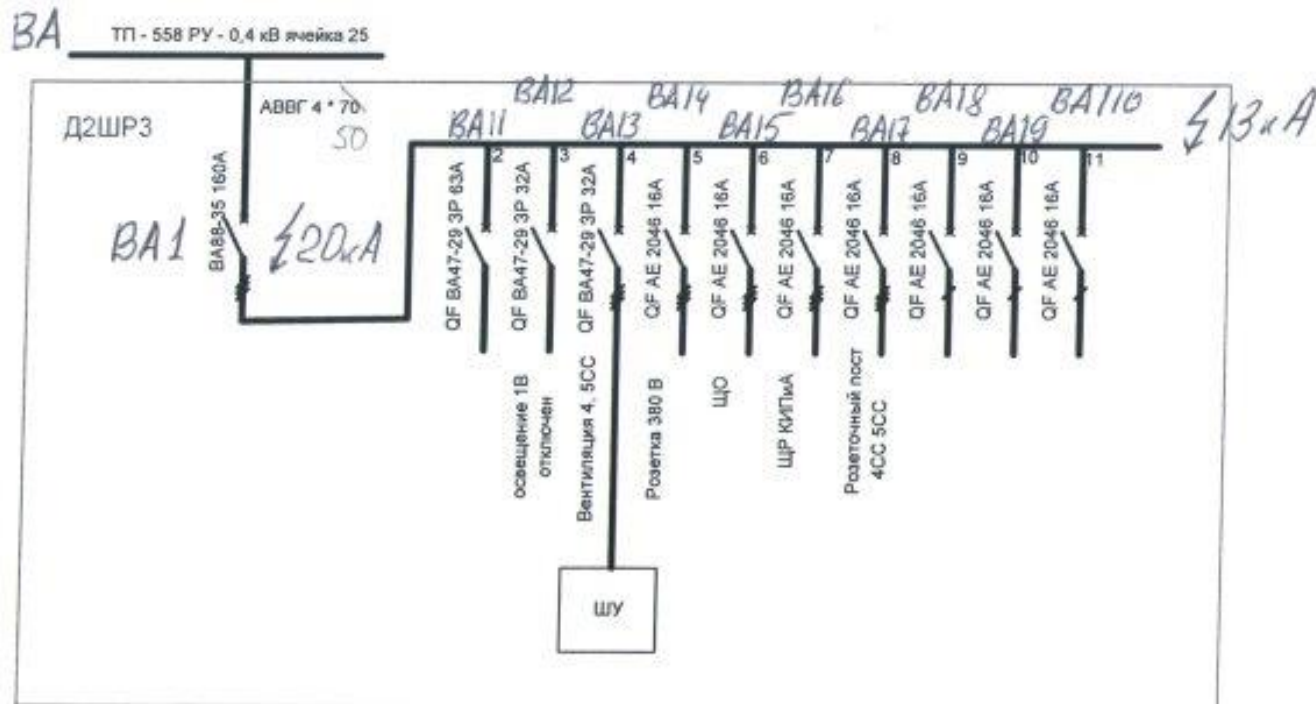 ВА
ТП - 558 РУ - 0,4 кВ ячейка 25
Д2ШР3
АВВГ 4 * 70
50
ВА12
ВА14
ВА16
ВА18
ВА110
ВА11
ВА13
ВА15
ВА17
ВА19
13кА
2
3
4
5
6
7
8
9
10
11
ВА1
ВА88-35 160А
20кА
QF ВА47-29 3Р 63А
QF ВА47-29 3Р 32А
QF ВА47-29 3Р 32А
QF АЕ 2046 16А
QF АЕ 2046 16А
QF АЕ 2046 16А
QF АЕ 2046 16А
QF АЕ 2046 16А
QF АЕ 2046 16А
QF АЕ 2046 16А
освещение 1В
отключен
Вентиляция 4, 5СС
Розетка 380 В
ЩО
ЩР КИПиА
Розеточный пост
4СС 5СС
ШУ